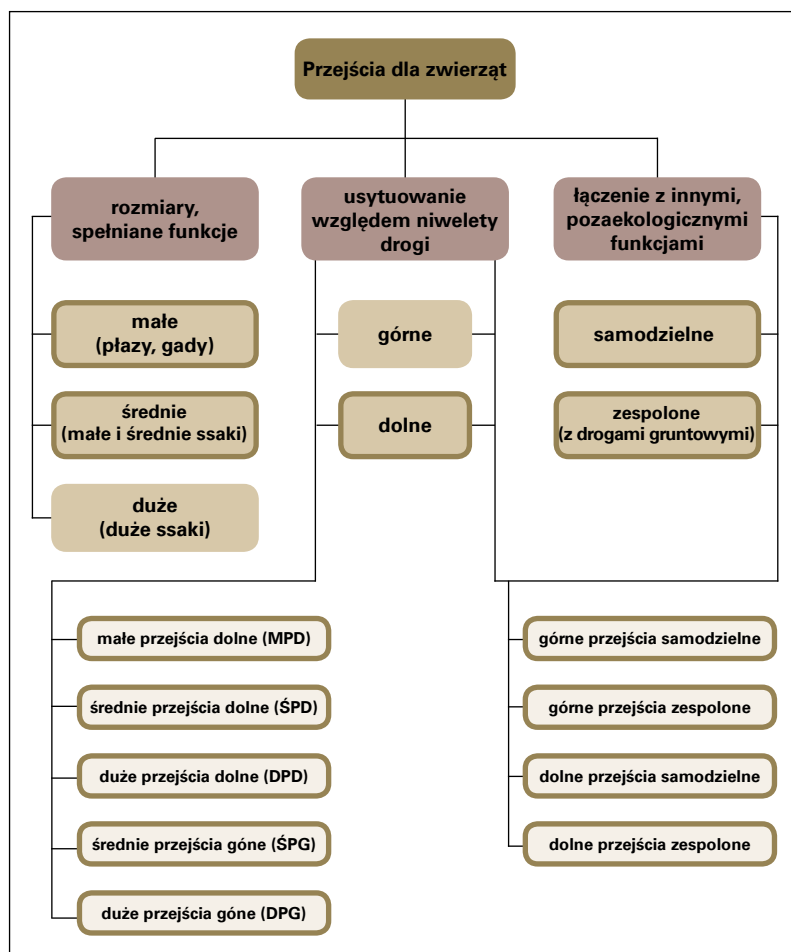 Przejścia dla zwierząt
rozmiary,
spełniane funkcje
usytuowanie
względem niwelety
drogi
łączenie z innymi,
pozaekologicznymi
funkcjami
małe
(płazy, gady)
górne
samodzielne
średnie
(małe i średnie ssaki)
dolne
zespolone
(z drogami gruntowymi)
duże
(duże ssaki)
małe przejścia dolne (MPD)
średnie przejścia dolne (ŚPD)
duże przejścia dolne (DPD)
średnie przejścia góne (ŚPG)
duże przejścia góne (DPG)
górne przejścia samodzielne
górne przejścia zespolone
dolne przejścia samodzielne
dolne przejścia zespolone